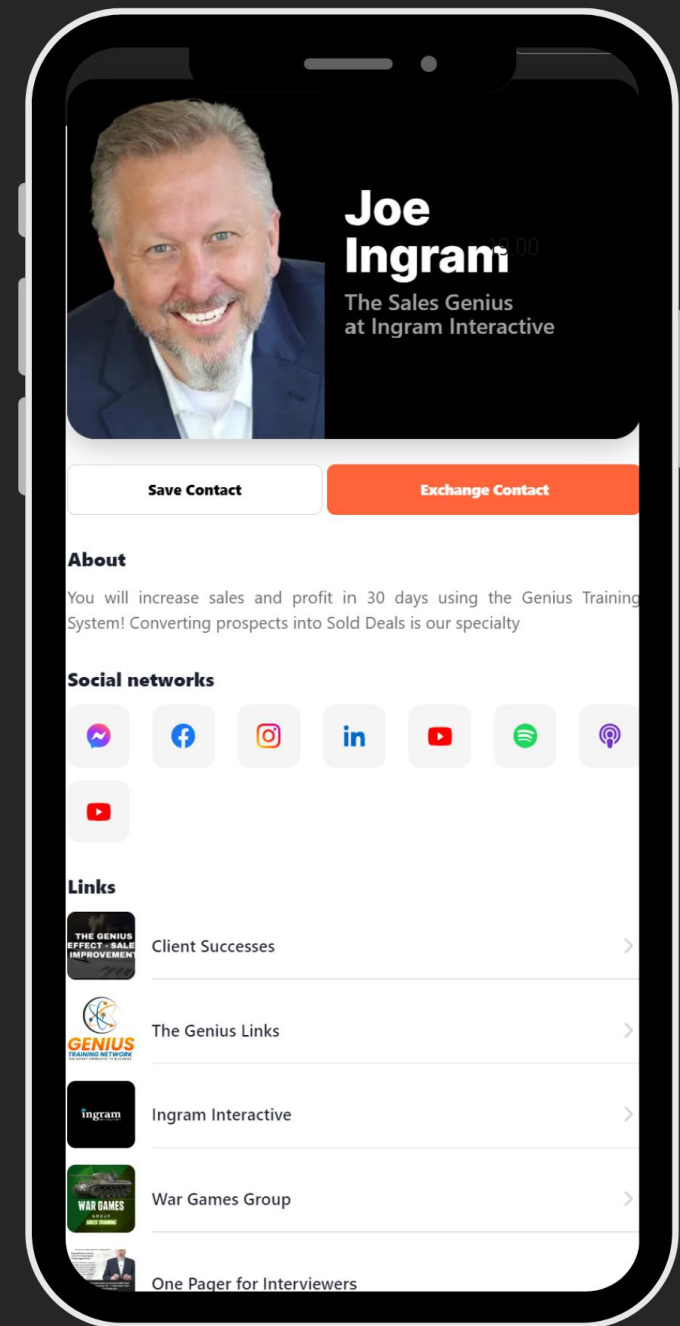 Joe
Ingram
The Sales Genius
at Ingram Interactive
Save Contact
Exchange Contact
About
You will increase sales and profit in 30 days using the Genius Training
System! Converting prospects into Sold Deals is our specialty
Social networks
in
Links
THE GENIUS
EFFECT - SALE
IMPROVEMENT
Client Successes
GENIUS
TRAINING NETWORK
The Genius Links
ingram
Ingram Interactive
WAR GAMES
GROUP
SALES TRAINING
War Games Group
One Pager for Interviewers